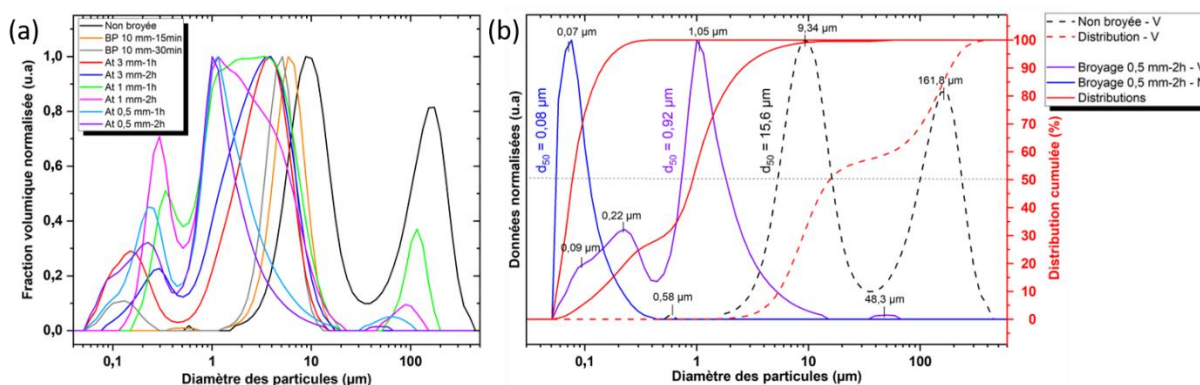 (a)
Fraction volumique normalisée (u.a)
1,0
0,8
0,6
0,4
0,2
0,0
Non broyée
BP 10 mm-15min
BP 10 mm-30min
At 3 mm-1h
At 3 mm-2h
At 1 mm-1h
At 1 mm-2h
At 0,5 mm-1h
At 0,5 mm-2h
0,1
1
10
100
Diamètre des particules (µm)
(b)
Données normalisées (u.a)
0,07 µm
1,05 µm
9,34 µm
161,8 µm
d50 = 0,08 µm
d50 = 0,92 µm
d50 = 15,6 µm
0,09 µm
0,22 µm
0,58 µm
48,3 µm
0,1
1
10
100
Diamètre des particules (µm)
100
90
80
70
60
50
40
30
20
10
0
Distribution cumulée (%)
Non broyée - V
Distribution - V
Broyage 0,5 mm-2h - V
Broyage 0,5 mm-2h - N
Distributions